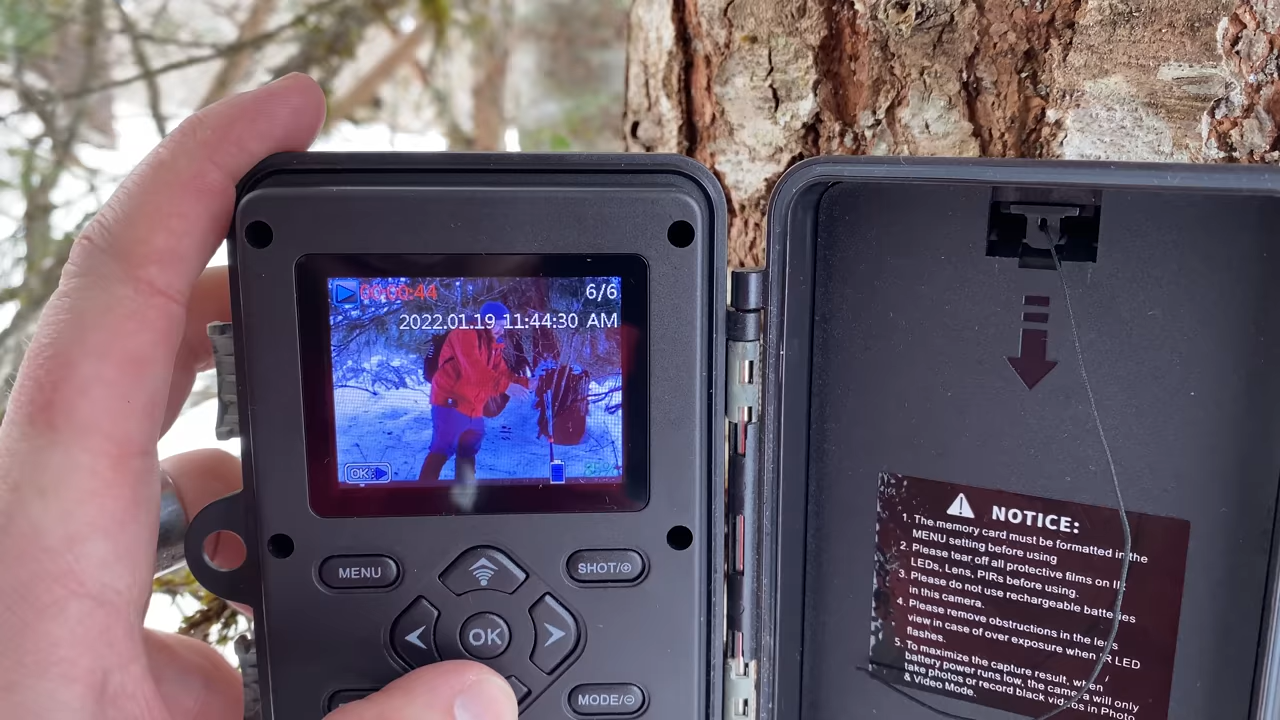 00:00:44
6/6
2022.01.19 11:44:30 AM
OK
MENU
SHOT/⊕
OK
MODE/⊖
NOTICE:
1. The memory card must be formatted in the
MENU setting before using
2. Please tear off all protective films on
LEDs, Lens, PIRs before using.
3. Please do not use rechargeable batteries
in this camera.
4. Please remove obstructions in the lens
view in case of over exposure when IR LED
flashes.
5. To maximize the capture result, when
battery power runs low, the camera will only
take photos or record black videos in Photo
& Video Mode.